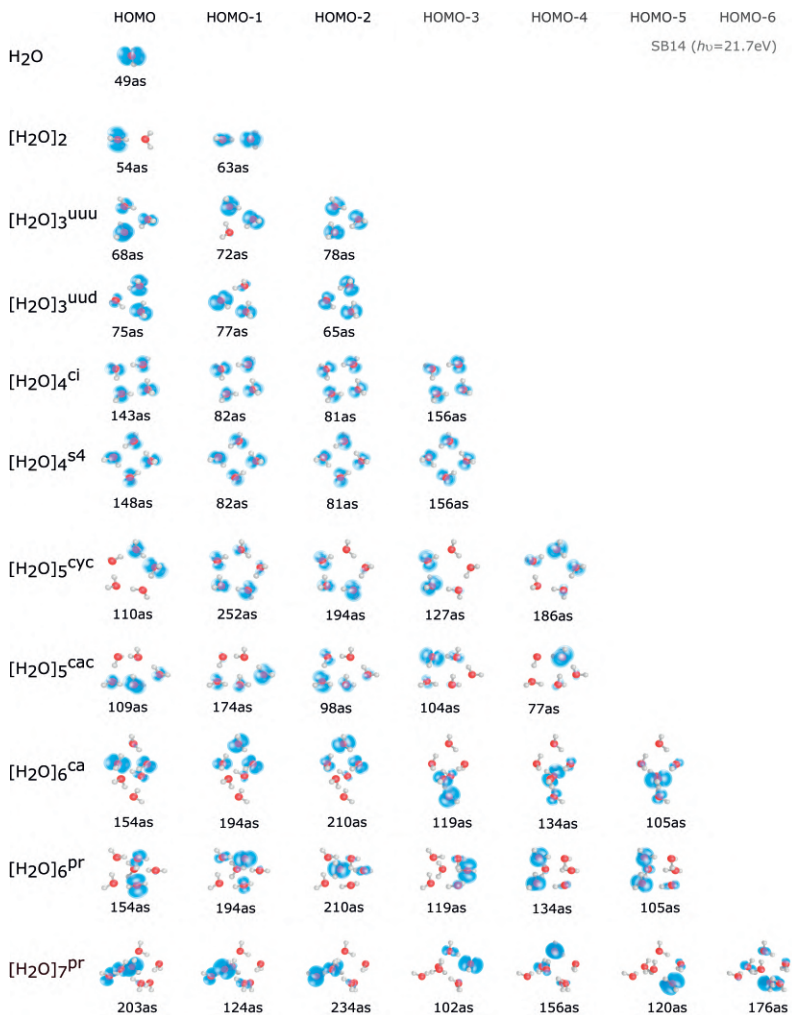 HOMO HOMO-1 HOMO-2 HOMO-3 HOMO-4 HOMO-5 HOMO-6
SB14 (hυ=21.7eV)
H2O
49as
[H2O]2
54as 63as
[H2O]3uuu
68as 72as 78as
[H2O]3uud
75as 77as 65as
[H2O]4ci
143as 82as 81as 156as
[H2O]4s4
148as 82as 81as 156as
[H2O]5cyc
110as 252as 194as 127as 186as
[H2O]5cac
109as 174as 98as 104as 77as
[H2O]6ca
154as 194as 210as 119as 134as 105as
[H2O]6pr
154as 194as 210as 119as 134as 105as
[H2O]7pr
203as 124as 234as 102as 156as 120as 176as